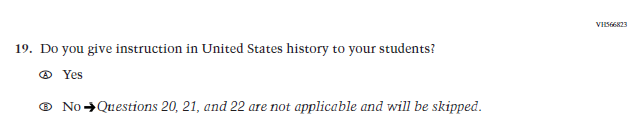 VH566823
19. Do you give instruction in United States history to your students?
Ⓐ Yes
Ⓑ No ➔ Questions 20, 21, and 22 are not applicable and will be skipped.